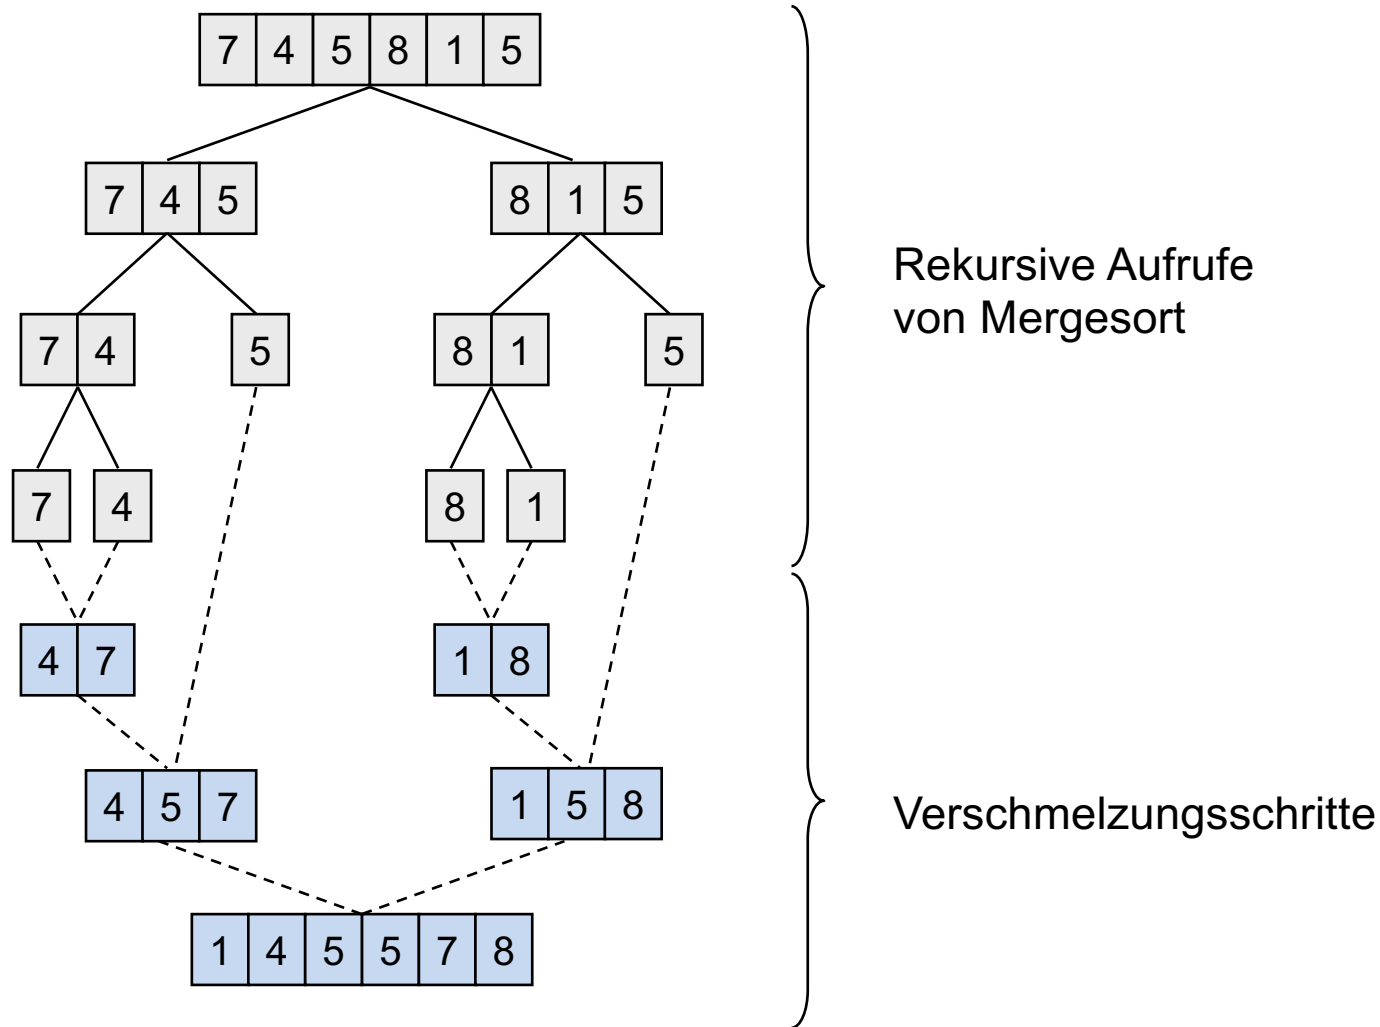 7 4 5 8 1 5
7 4 5 8 1 5
Rekursive Aufrufe
von Mergesort
7 4 5 8 1 5
7 4 8 1
4 7 1 8
4 5 7 1 5 8
Verschmelzungsschritte
1 4 5 5 7 8